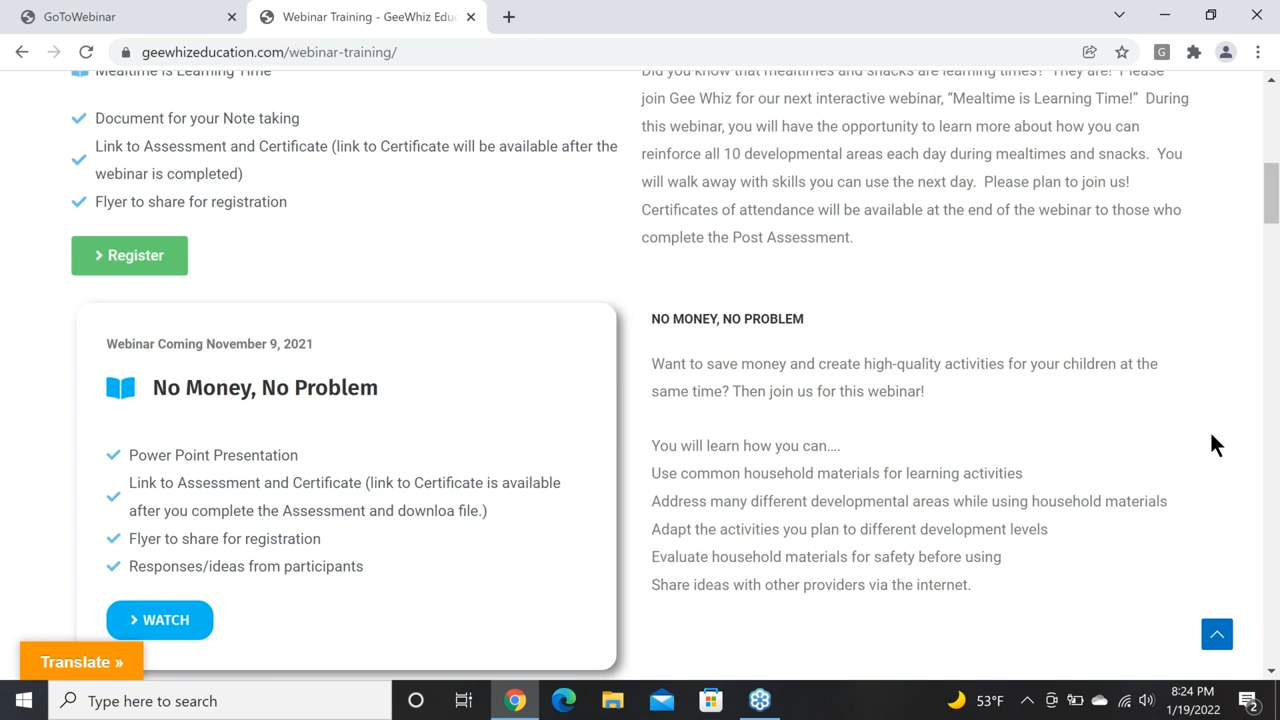 GoToWebinar
Webinar Training - GeeWhiz Educ
geewhizeducation.com/webinar-training/
G
Mealtime is Learning Time
Document for your Note taking
Link to Assessment and Certificate (link to Certificate will be available after the
webinar is completed)
Flyer to share for registration
Register
Did you know that mealtimes and snacks are learning times? They are! Please
join Gee Whiz for our next interactive webinar, “Mealtime is Learning Time!” During
this webinar, you will have the opportunity to learn more about how you can
reinforce all 10 developmental areas each day during mealtimes and snacks. You
will walk away with skills you can use the next day. Please plan to join us!
Certificates of attendance will be available at the end of the webinar to those who
complete the Post Assessment.
Webinar Coming November 9, 2021
No Money, No Problem
Power Point Presentation
Link to Assessment and Certificate (link to Certificate is available
after you complete the Assessment and downloa file.)
Flyer to share for registration
Responses/ideas from participants
WATCH
NO MONEY, NO PROBLEM
Want to save money and create high-quality activities for your children at the
same time? Then join us for this webinar!
You will learn how you can….
Use common household materials for learning activities
Address many different developmental areas while using household materials
Adapt the activities you plan to different development levels
Evaluate household materials for safety before using
Share ideas with other providers via the internet.
Translate »
Type here to search
53°F
8:24 PM
1/19/2022
2